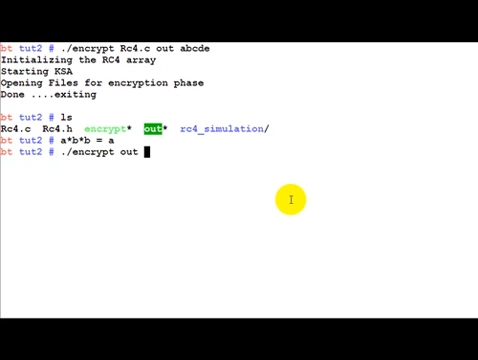 bt tut2 # ./encrypt Rc4.c out abcde
Initializing the RC4 array
Starting KSA
Opening Files for encryption phase
Done ....exiting
bt tut2 # ls
Rc4.c Rc4.h encrypt* out* rc4_simulation/
bt tut2 # a*b*b = a
bt tut2 # ./encrypt out